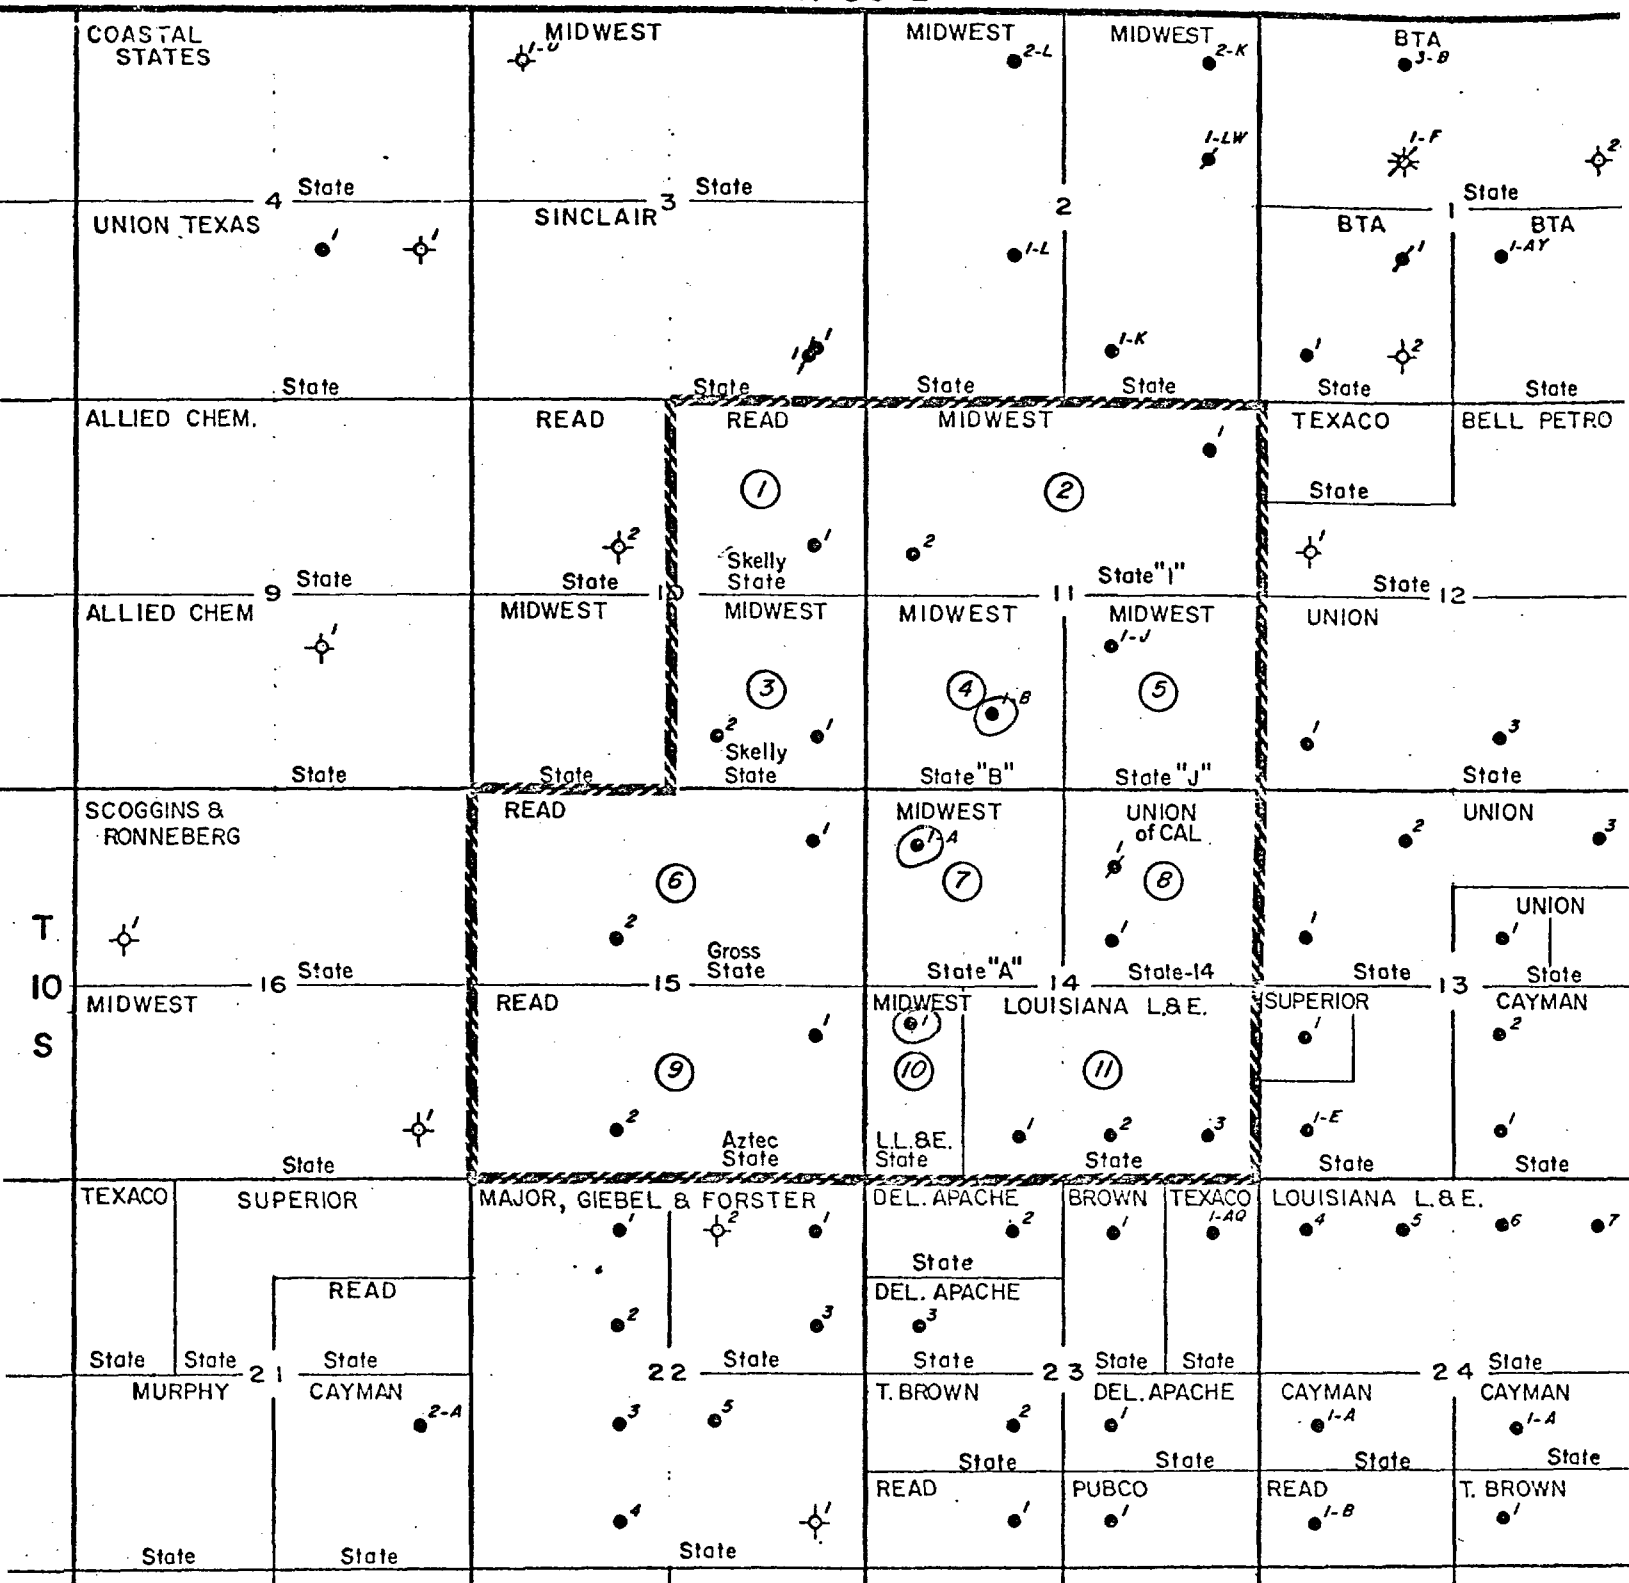 COASTAL
STATES
MIDWEST
MIDWEST
MIDWEST
BTA
2-L
2-K
3-B
1-LW
1-F
2
4 State
3 State
2
1 State
UNION TEXAS
SINCLAIR
BTA
BTA
1
1
1-L
1
1-AY
1
1
1-K
1
2
State
State
State
State
State
State
ALLIED CHEM.
READ
READ
MIDWEST
TEXACO
BELL PETRO
1
1
2
State
2
1
2
1
Skelly
State
9 State
State
10
11
State "I"
State 12
ALLIED CHEM
MIDWEST
MIDWEST
MIDWEST
MIDWEST
UNION
1
1-J
3
4
5
1-B
2
1
1
3
Skelly
State
State
State
State "B"
State "J"
State
SCOGGINS &
RONNEBERG
READ
MIDWEST
UNION
of CAL
UNION
1
1-A
1
2
3
6
7
8
UNION
T
1
2
1
1
1
Gross
State
10
16 State
15
State "A"
14
State-14
State
13
State
MIDWEST
READ
MIDWEST
LOUISIANA L.& E.
SUPERIOR
CAYMAN
S
1
1
1
2
9
10
11
1
2
1
2
3
1-E
1
State
Aztec
State
L.L.& E.
State
State
State
State
TEXACO
SUPERIOR
MAJOR, GIEBEL & FORSTER
DEL. APACHE
BROWN
TEXACO
LOUISIANA L.& E.
1
2
1
2
1
1-AQ
4
5
6
7
State
READ
DEL. APACHE
2
3
3
State
State
21
State
22
State
State
23
State
State
24
State
MURPHY
CAYMAN
T. BROWN
DEL. APACHE
CAYMAN
CAYMAN
2-A
3
5
2
1
1-A
1-A
State
State
State
State
READ
PUBCO
READ
T. BROWN
4
1
1
1
1-B
1
State
State
State